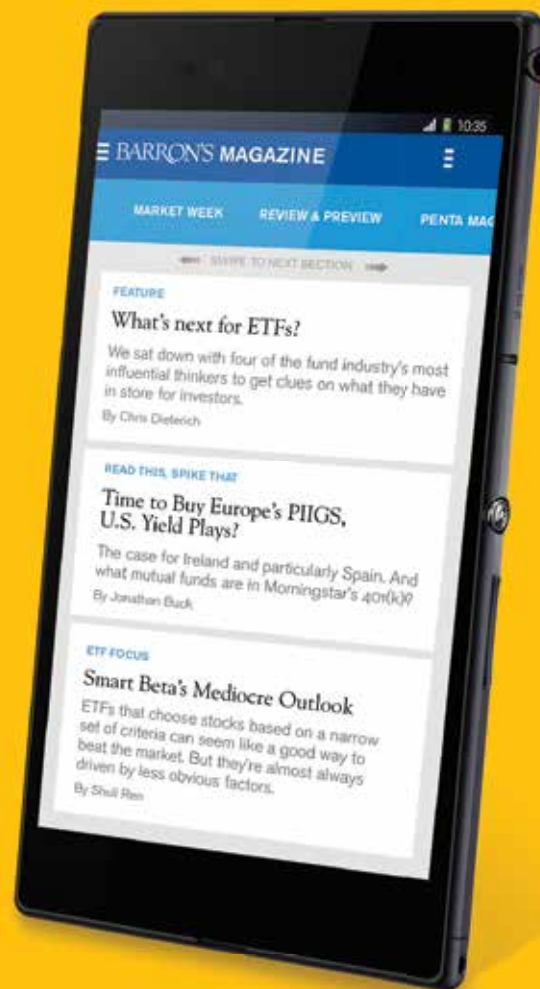 10:35
BARRON'S MAGAZINE
MARKET WEEK REVIEW & PREVIEW PENTA MAG
SWIPE TO NEXT SECTION
FEATURE
What's next for ETFs?
We sat down with four of the fund industry's most
influential thinkers to get clues on what they have
in store for investors.
By Chris Dieterich
READ THIS, SPIKE THAT
Time to Buy Europe's PIIGS,
U.S. Yield Plays?
The case for Ireland and particularly Spain. And
what mutual funds are in Morningstar's 401(k)?
By Jonathan Buck
ETF FOCUS
Smart Beta's Mediocre Outlook
ETFs that choose stocks based on a narrow
set of criteria can seem like a good way to
beat the market. But they're almost always
driven by less obvious factors.
By Shuli Ren